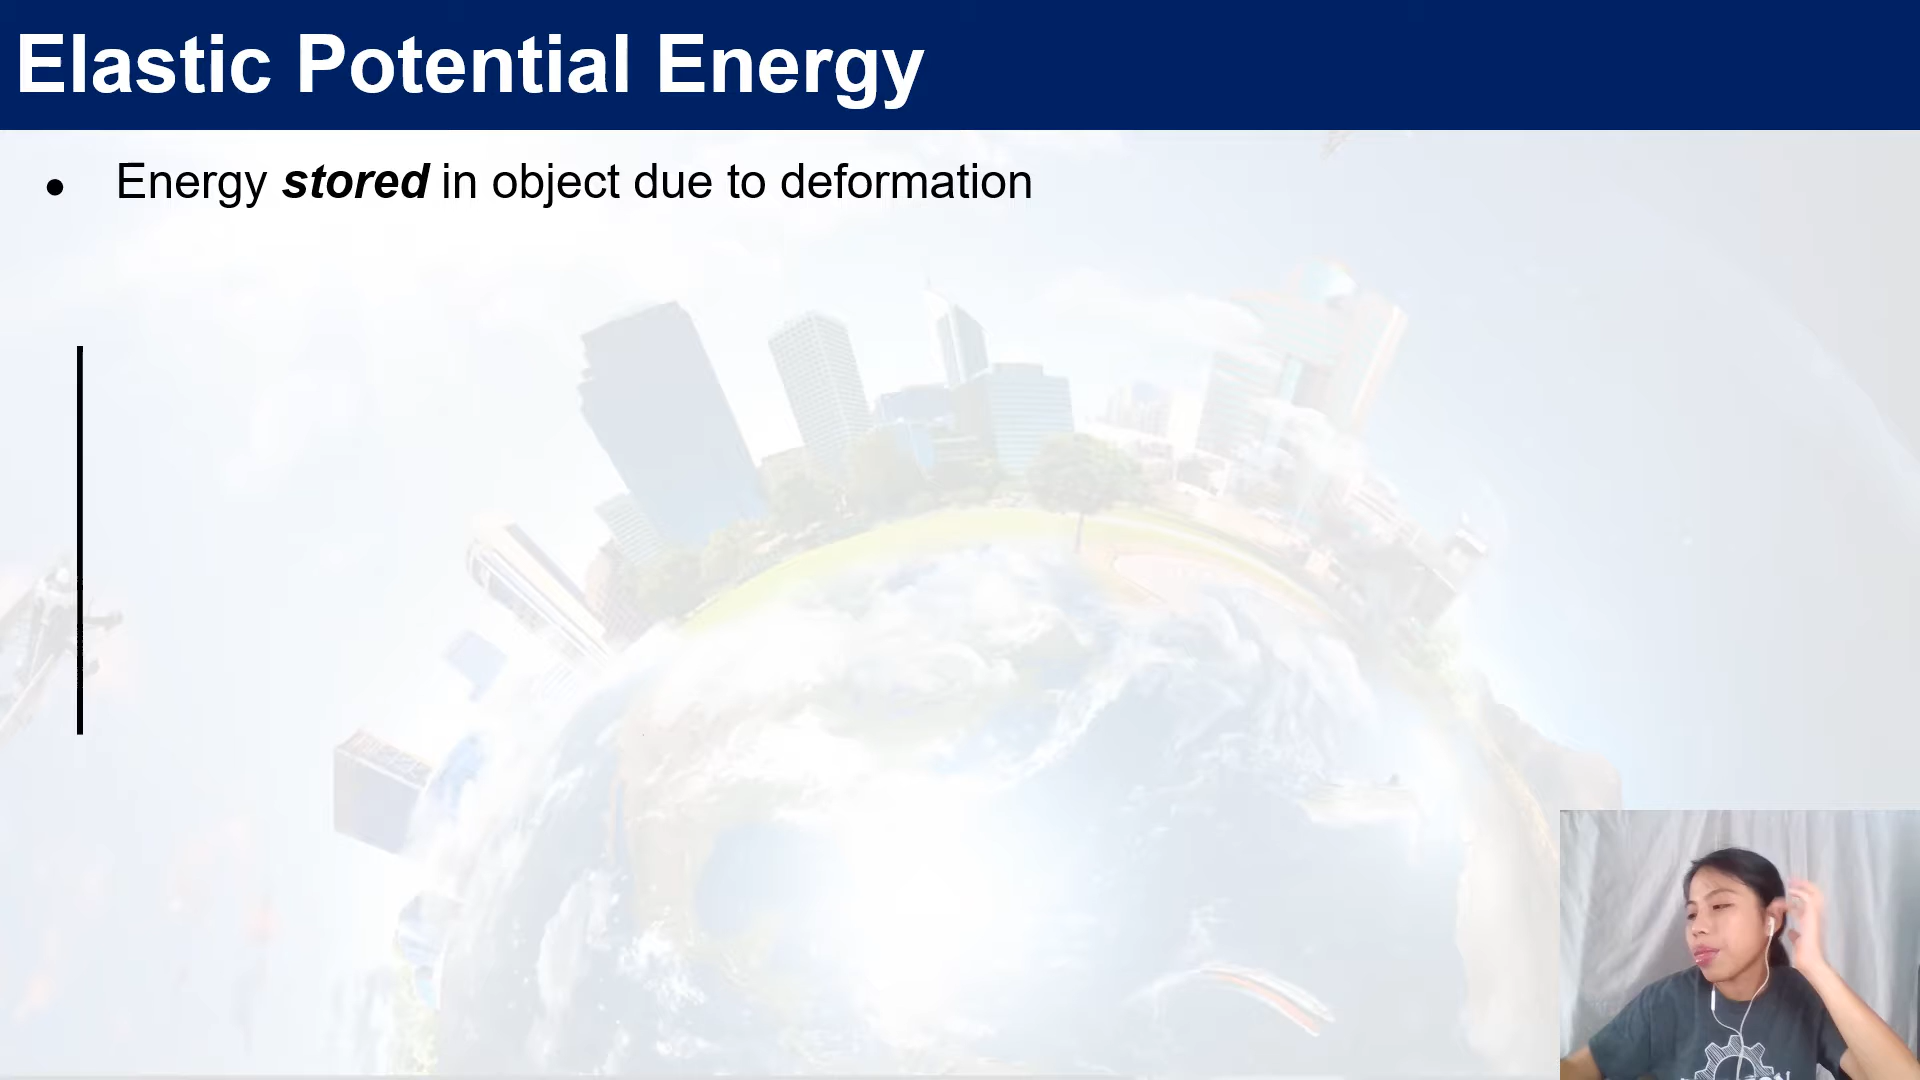 Elastic Potential Energy
● Energy stored in object due to deformation